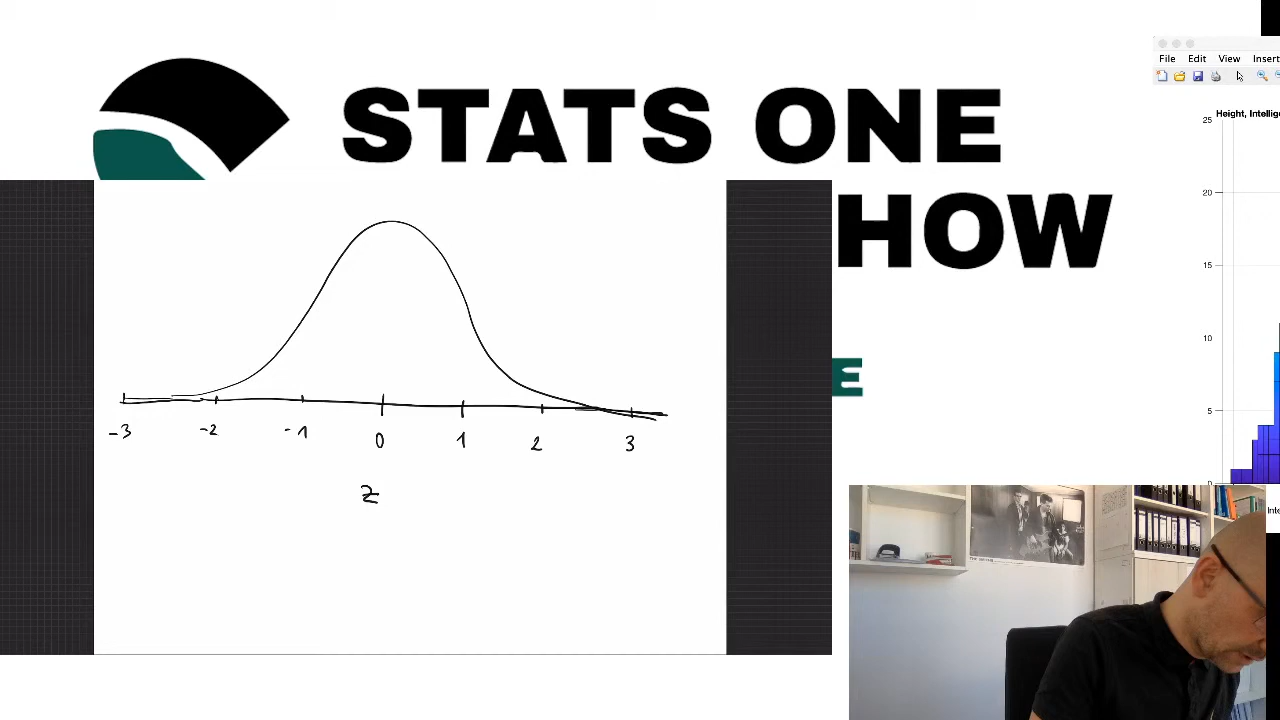 STATS ONE
HOW
E
File Edit View Insert
Height, Intellig
25
20
15
10
5
0
-3 -2 -1 0 1 2 3
z
Inte